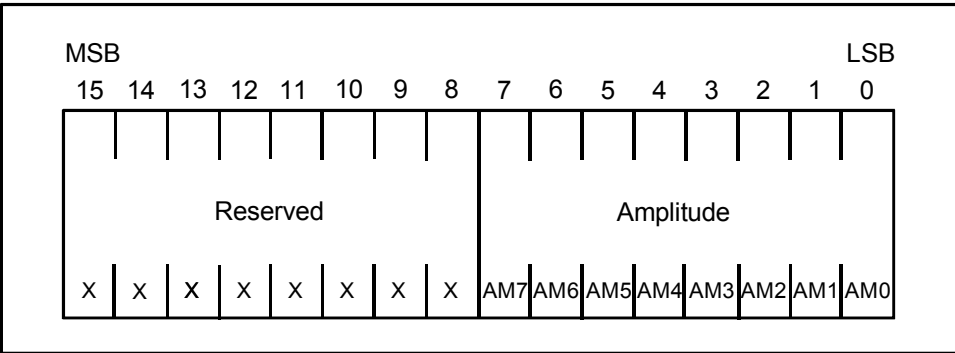 MSB LSB
15 14 13 12 11 10 9 8 7 6 5 4 3 2 1 0
Reserved Amplitude
X X X X X X X X AM7 AM6 AM5 AM4 AM3 AM2 AM1 AM0